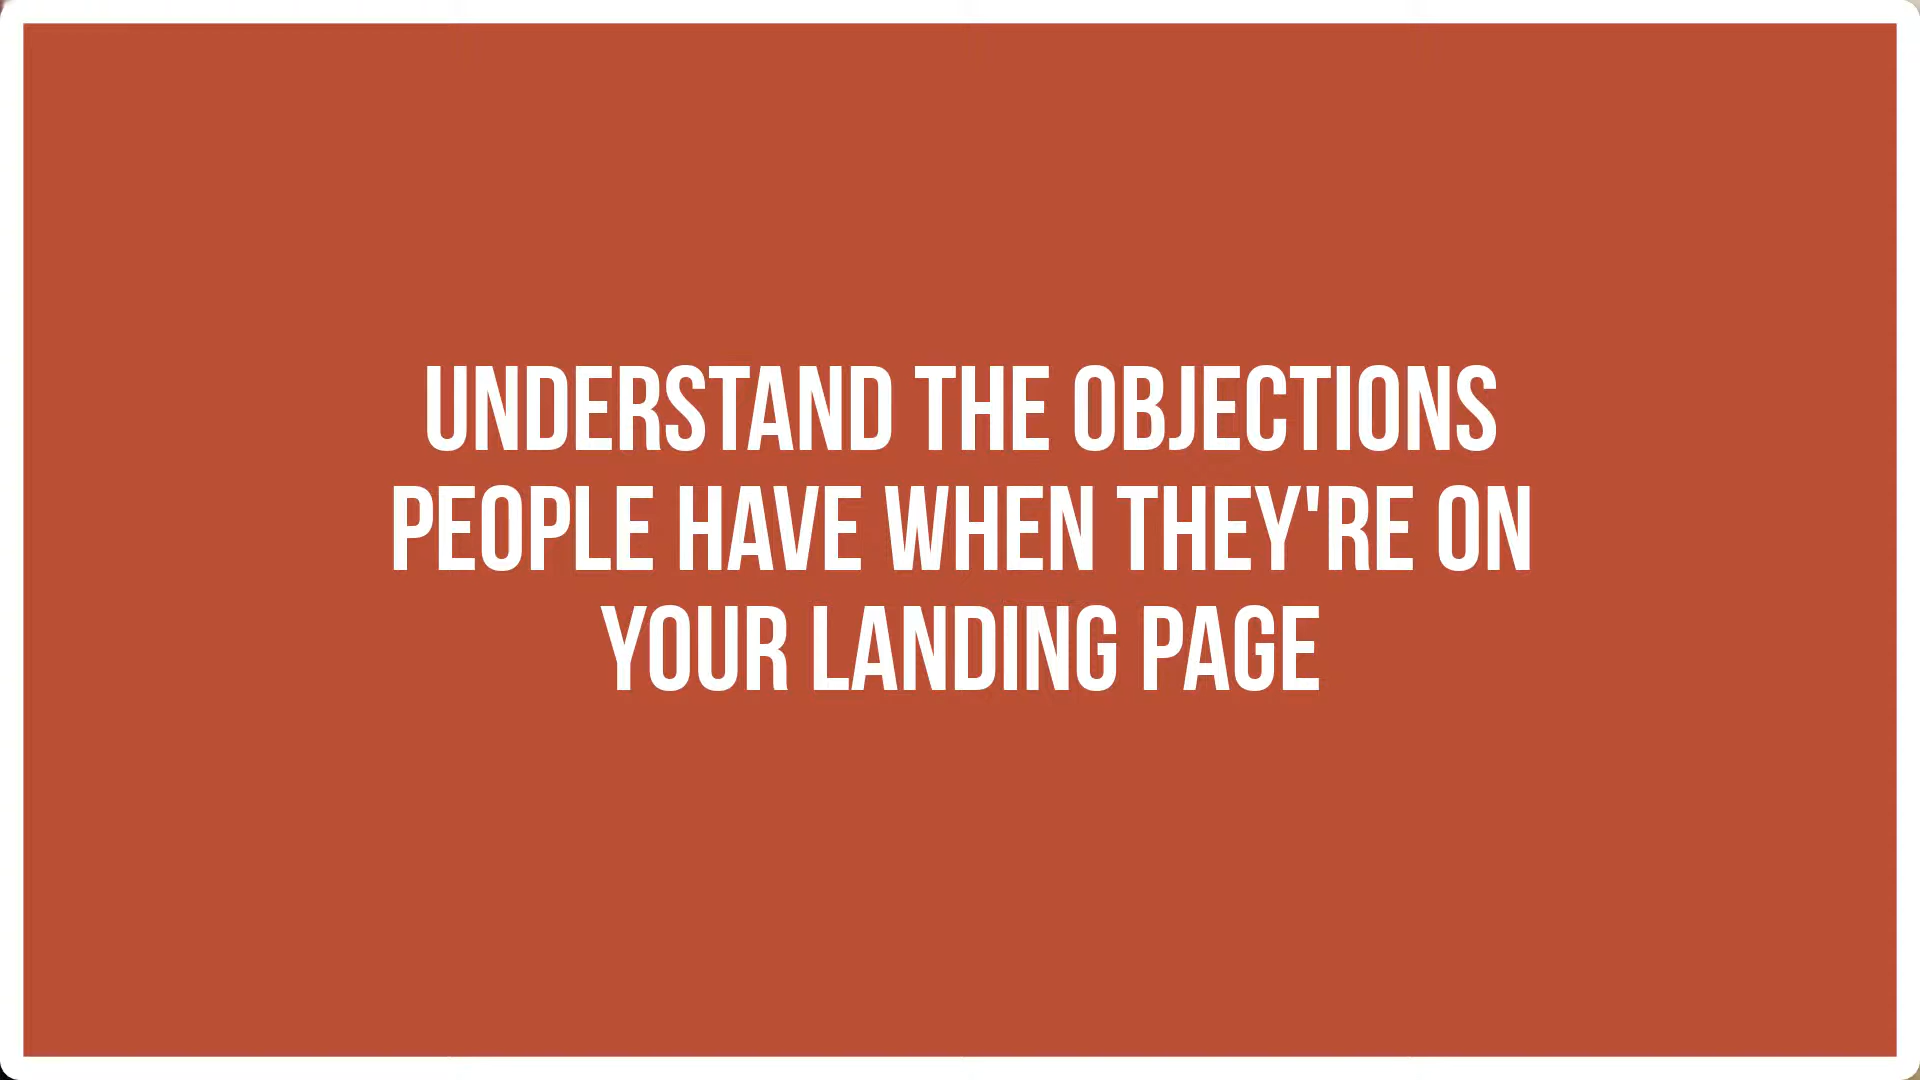 UNDERSTAND THE OBJECTIONS
PEOPLE HAVE WHEN THEY'RE ON
YOUR LANDING PAGE